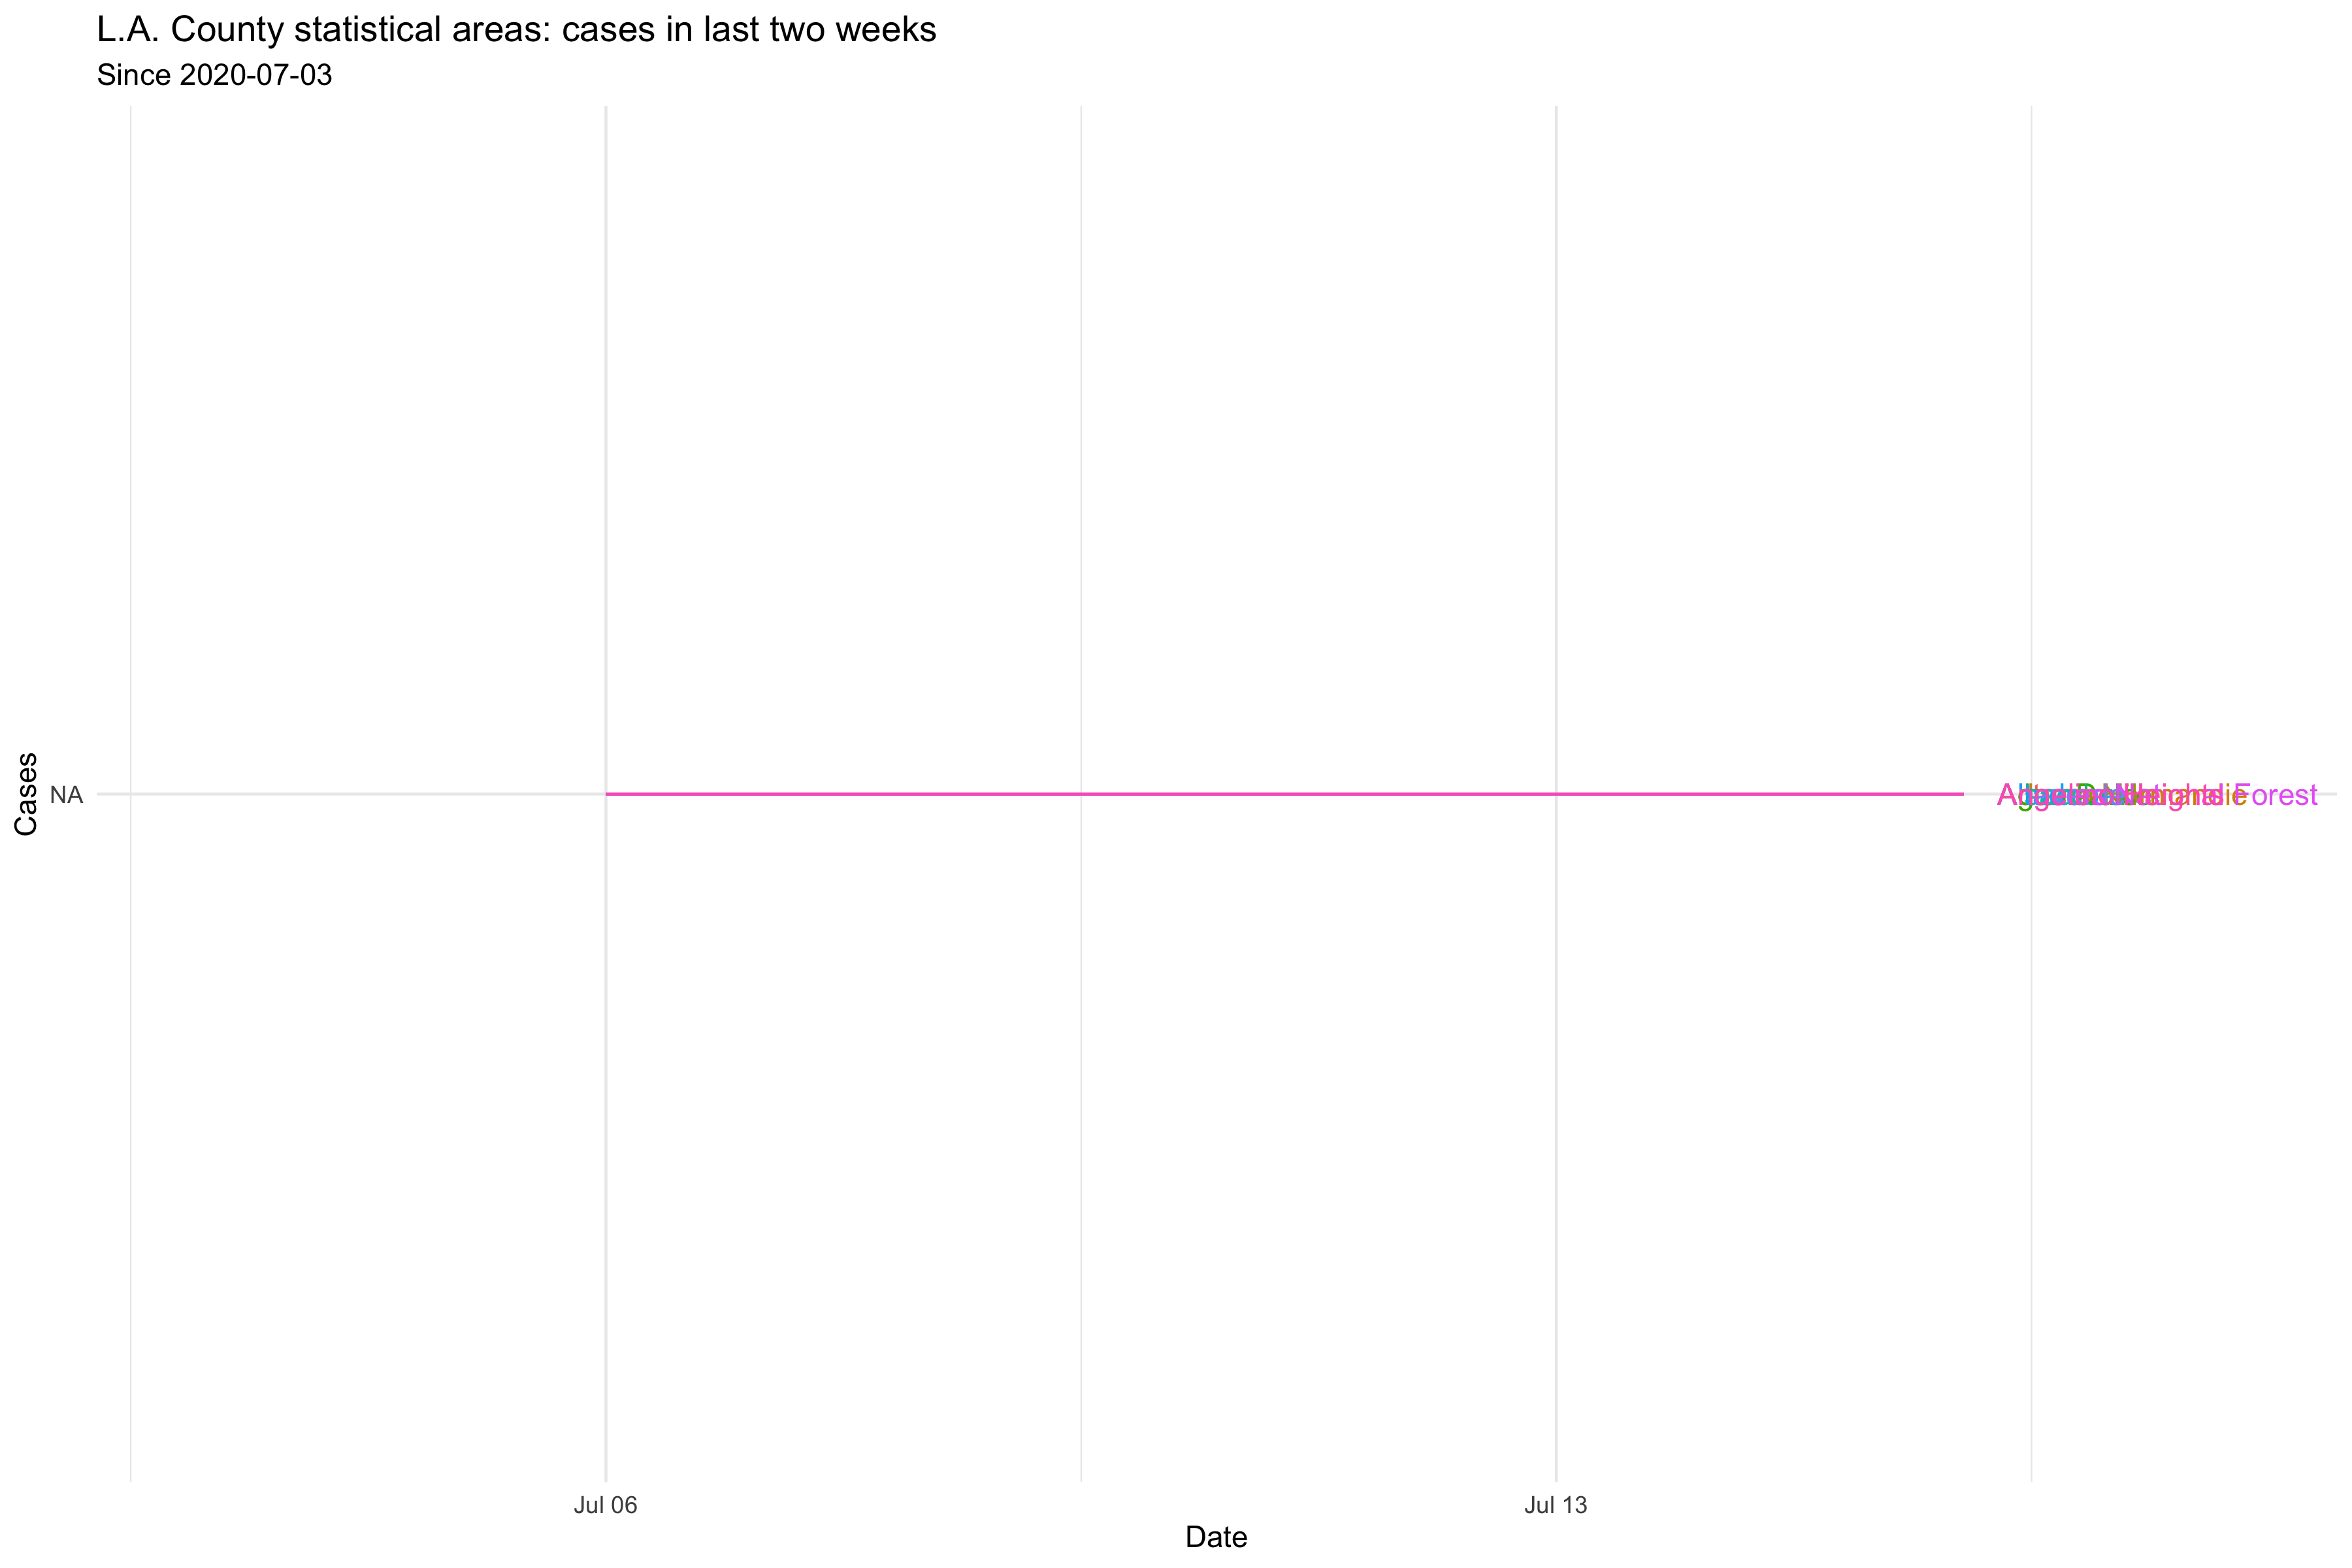 L.A. County statistical areas: cases in last two weeks
Since 2020-07-03
Cases
NA
Forest
Jul 06
Jul 13
Date